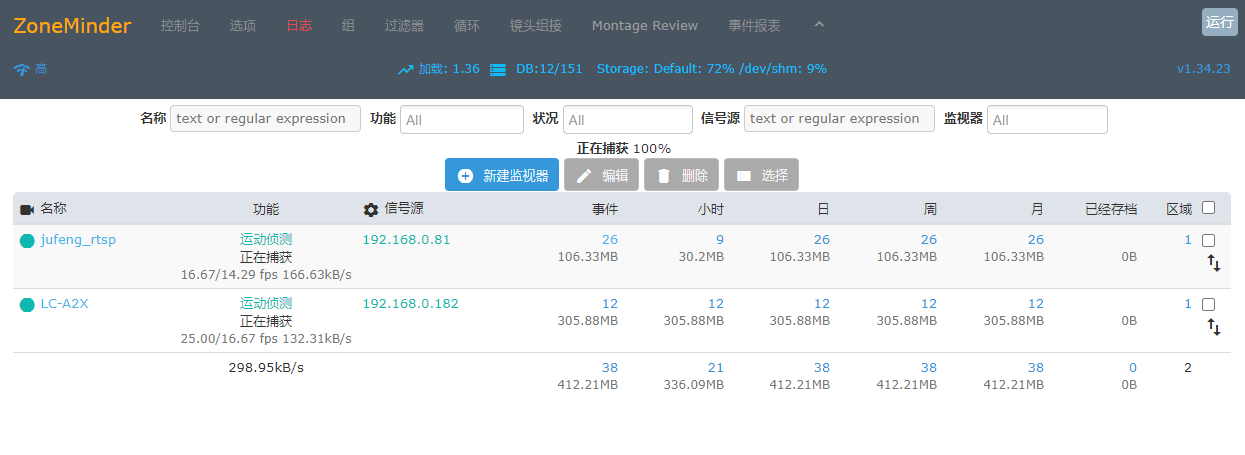 ZoneMinder 控制台 选项 日志 组 过滤器 循环 镜头组接 Montage Review 事件报表 运行
高 加载: 1.36 DB:12/151 Storage: Default: 72% /dev/shm: 9% v1.34.23
名称 text or regular expression 功能 All 状况 All 信号源 text or regular expression 监视器 All
正在捕获 100%
新建监视器 编辑 删除 选择
名称 功能 信号源 事件 小时 日 周 月 已经存档 区域
jufeng_rtsp 运动侦测 192.168.0.81 26 9 26 26 26 1
正在捕获 106.33MB 30.2MB 106.33MB 106.33MB 106.33MB 0B
16.67/14.29 fps 166.63kB/s
LC-A2X 运动侦测 192.168.0.182 12 12 12 12 12 1
正在捕获 305.88MB 305.88MB 305.88MB 305.88MB 305.88MB 0B
25.00/16.67 fps 132.31kB/s
298.95kB/s 38 21 38 38 38 0 2
412.21MB 336.09MB 412.21MB 412.21MB 412.21MB 0B